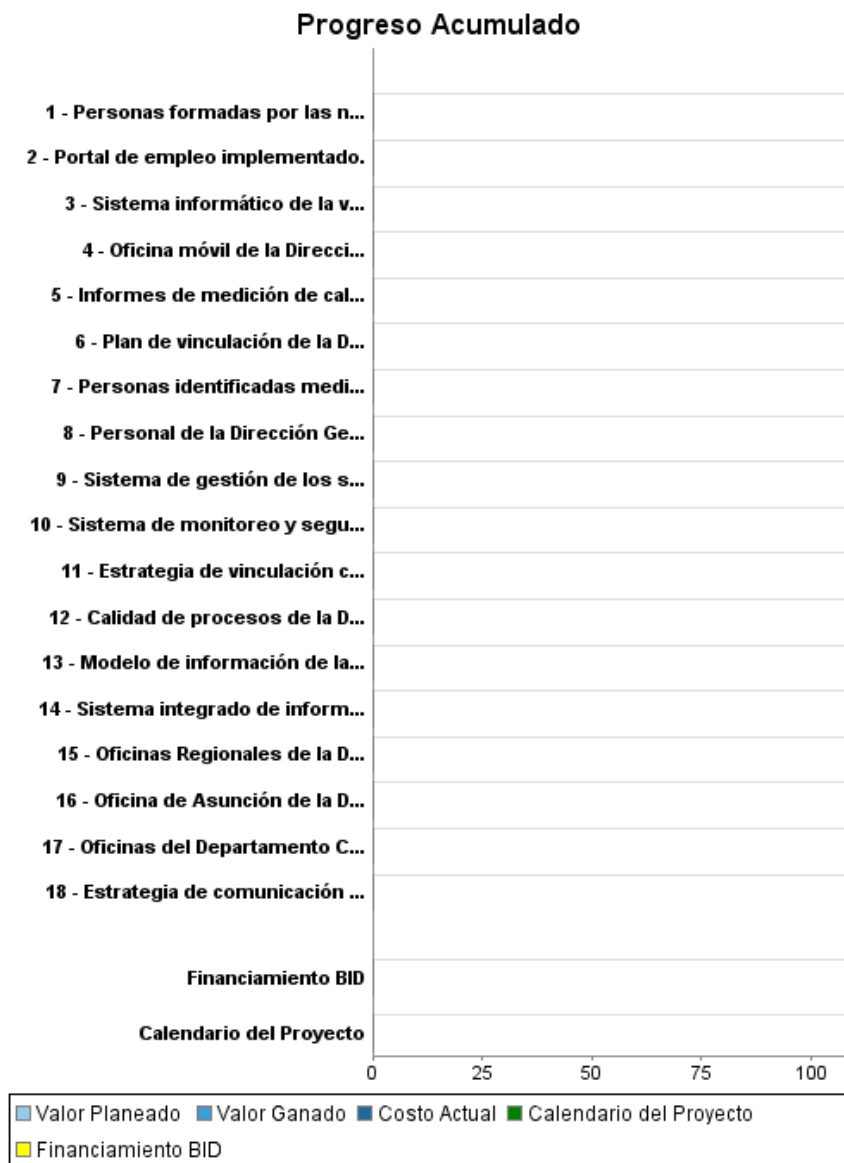 Progreso Acumulado
1 - Personas formadas por las n...
2 - Portal de empleo implementado.
3 - Sistema informático de la v...
4 - Oficina móvil de la Direcci...
5 - Informes de medición de cal...
6 - Plan de vinculación de la D...
7 - Personas identificadas medi...
8 - Personal de la Dirección Ge...
9 - Sistema de gestión de los s...
10 - Sistema de monitoreo y segu...
11 - Estrategia de vinculación c...
12 - Calidad de procesos de la D...
13 - Modelo de información de la...
14 - Sistema integrado de inform...
15 - Oficinas Regionales de la D...
16 - Oficina de Asunción de la D...
17 - Oficinas del Departamento C...
18 - Estrategia de comunicación ...
Financiamiento BID
Calendario del Proyecto
0 25 50 75 100
Valor Planeado Valor Ganado Costo Actual Calendario del Proyecto
Financiamiento BID